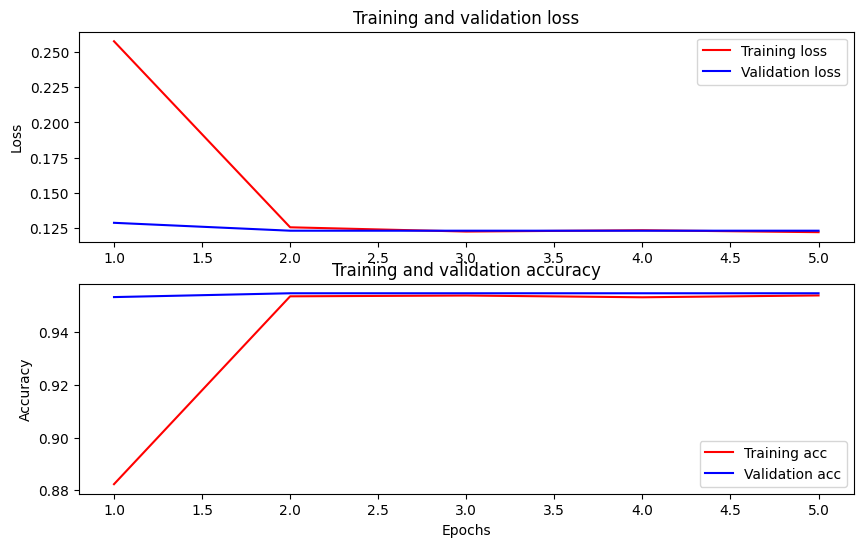 Training and validation loss
0.250
0.225
0.200
0.175
0.150
0.125
Loss
Training loss
Validation loss
1.0 1.5 2.0 2.5 3.0 3.5 4.0 4.5 5.0
Training and validation accuracy
0.94
0.92
0.90
0.88
Accuracy
Training acc
Validation acc
1.0 1.5 2.0 2.5 3.0 3.5 4.0 4.5 5.0
Epochs